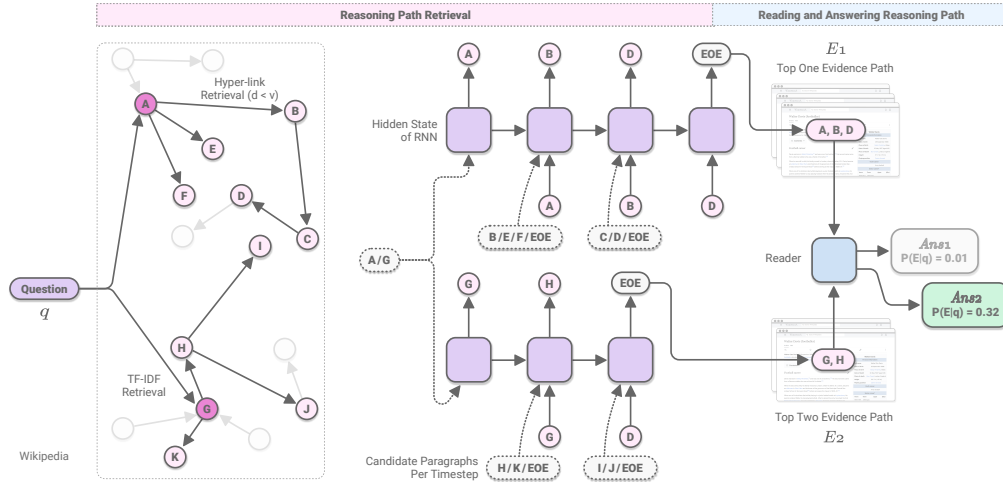 Reasoning Path Retrieval
Reading and Answering Reasoning Path
Hyper-link
Retrieval (d < v)
A
B
E
F
D
C
I
Question
q
H
TF-IDF
Retrieval
G
J
K
Wikipedia
A
B
D
EOE
Hidden State
of RNN
A
B
D
B/E/F/EOE
C/D/EOE
A/G
G
H
EOE
G
D
Candidate Paragraphs
Per Timestep
H/K/EOE
I/J/EOE
E1
Top One Evidence Path
A, B, D
Reader
Ans1
P(E|q) = 0.01
Ans2
P(E|q) = 0.32
G, H
Top Two Evidence Path
E2